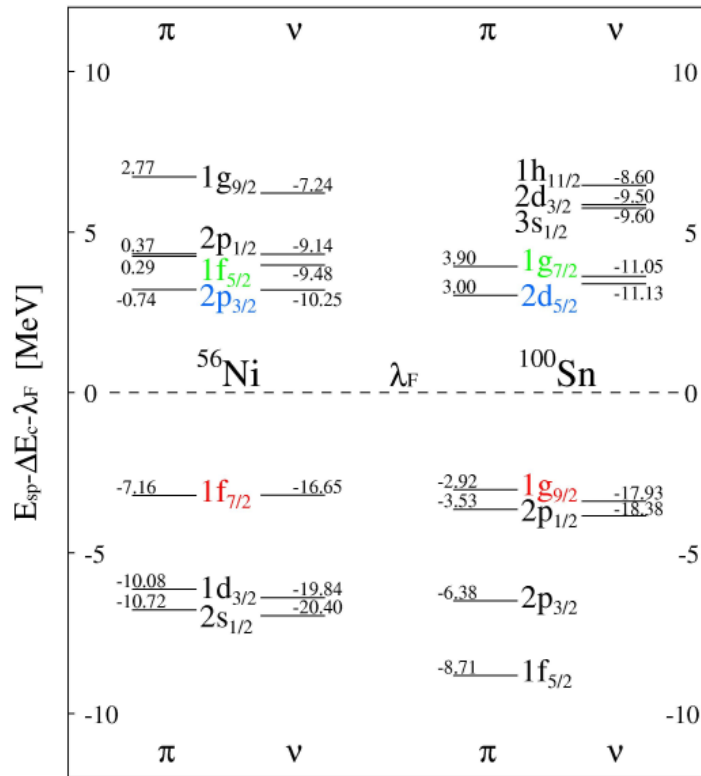 π ν π ν
10 10
2.77 1g9/2 -7.24 1h11/2 -8.60
2d3/2 -9.50
3s1/2 -9.60
5 5
0.37 2p1/2 -9.14 3.90 1g7/2 -11.05
0.29 1f5/2 -9.48
-0.74 2p3/2 -10.25 3.00 2d5/2 -11.13
56Ni λF 100Sn
0 0
-7.16 1f7/2 -16.65 -2.92 1g9/2 -17.93
-3.53 2p1/2 -18.38
-5 -5
-10.08 1d3/2 -19.84 -6.38 2p3/2
-10.72 2s1/2 -20.40
-8.71 1f5/2
-10 -10
π ν π ν
Esp-ΔEc-λF [MeV]